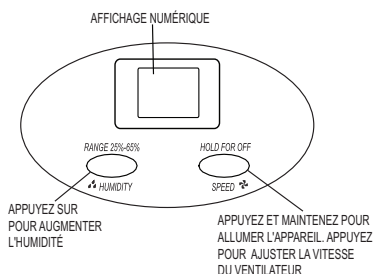 AFFICHAGE NUMÉRIQUE
RANGE 25%-65%
HOLD FOR OFF
HUMIDITY
SPEED
APPUYEZ SUR
POUR AUGMENTER
L'HUMIDITÉ
APPUYEZ ET MAINTENEZ POUR
ALLUMER L'APPAREIL. APPUYEZ
POUR AJUSTER LA VITESSE
DU VENTILATEUR